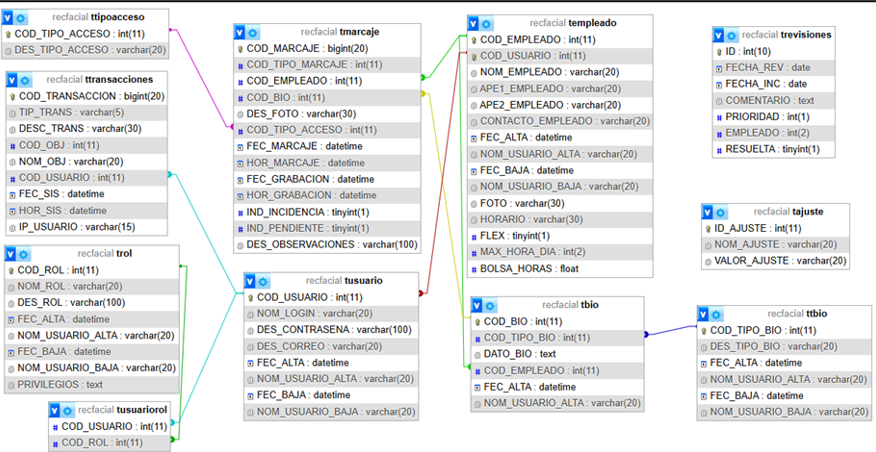 refacfacial ttipoacceso
COD_TIPO_ACCESO : int(11)
DES_TIPO_ACCESO : varchar(20)
refacfacial ttransacciones
COD_TRANSACCION : bigint(20)
TIP_TRANS : varchar(5)
DESC_TRANS : varchar(30)
COD_OBJ : int(11)
NOM_OBJ : varchar(20)
COD_USUARIO : int(11)
FEC_SIS : datetime
HOR_SIS : datetime
IP_USUARIO : varchar(15)
refacial trol
COD_ROL : int(11)
NOM_ROL : varchar(20)
DES_ROL : varchar(100)
FEC_ALTA : datetime
NOM_USUARIO_ALTA : varchar(20)
FEC_BAJA : datetime
NOM_USUARIO_BAJA : varchar(20)
PRIVILEGIOS : text
recfacial tusuariorol
COD_USUARIO : int(11)
COD_ROL : int(11)
recfacial tmarcaje
COD_MARCAJE : bigint(20)
COD_TIPO_MARCAJE : int(11)
COD_EMPLEADO : int(11)
COD_BIO : int(11)
DES_FOTO : varchar(30)
COD_TIPO_ACCESO : int(11)
FEC_MARCAJE : datetime
HOR_MARCAJE : datetime
FEC_GRABACION : datetime
HOR_GRABACION : datetime
IND_INCIDENCIA : tinyint(1)
IND_PENDIENTE : tinyint(1)
DES_OBSERVACIONES : varchar(100)
recfacial tusuario
COD_USUARIO : int(11)
NOM_LOGIN : varchar(20)
DES_CONTRASENA : varchar(100)
DES_CORREO : varchar(20)
FEC_ALTA : datetime
NOM_USUARIO_ALTA : varchar(20)
FEC_BAJA : datetime
NOM_USUARIO_BAJA : varchar(20)
recfacial templeado
COD_EMPLEADO : int(11)
COD_USUARIO : int(11)
NOM_EMPLEADO : varchar(20)
APE1_EMPLEADO : varchar(20)
APE2_EMPLEADO : varchar(20)
CONTACTO_EMPLEADO : varchar(20)
FEC_ALTA : datetime
NOM_USUARIO_ALTA : varchar(20)
FEC_BAJA : datetime
NOM_USUARIO_BAJA : varchar(20)
FOTO : varchar(30)
HORARIO : varchar(30)
FLEX : tinyint(1)
MAX_HORA_DIA : int(2)
BOLSA_HORAS : float
recfacial tbio
COD_BIO : int(11)
COD_TIPO_BIO : int(11)
DATO_BIO : text
COD_EMPLEADO : int(11)
FEC_ALTA : datetime
NOM_USUARIO_ALTA : varchar(20)
recfacial trevisiones
ID : int(10)
FECHA_REV : date
FECHA_INC : date
COMENTARIO : text
PRIORIDAD : int(1)
EMPLEADO : int(2)
RESUELTA : tinyint(1)
recfacial tajuste
ID_AJUSTE : int(11)
NOM_AJUSTE : varchar(20)
VALOR_AJUSTE : varchar(20)
recfacial ttbio
COD_TIPO_BIO : int(11)
DES_TIPO_BIO : varchar(20)
FEC_ALTA : datetime
NOM_USUARIO_ALTA : varchar(20)
FEC_BAJA : datetime
NOM_USUARIO_BAJA : varchar(20)